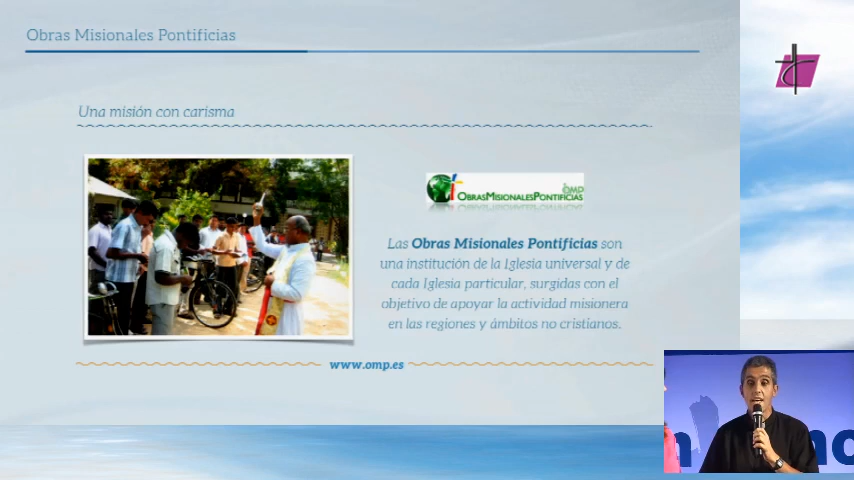 Obras Misionales Pontificias
Una misión con carisma
OMP
OBRASMISIONALESPONTIFICIAS
Las Obras Misionales Pontificias son
una institución de la Iglesia universal y de
cada Iglesia particular, surgidas con el
objetivo de apoyar la actividad misionera
en las regiones y ámbitos no cristianos.
www.omp.es